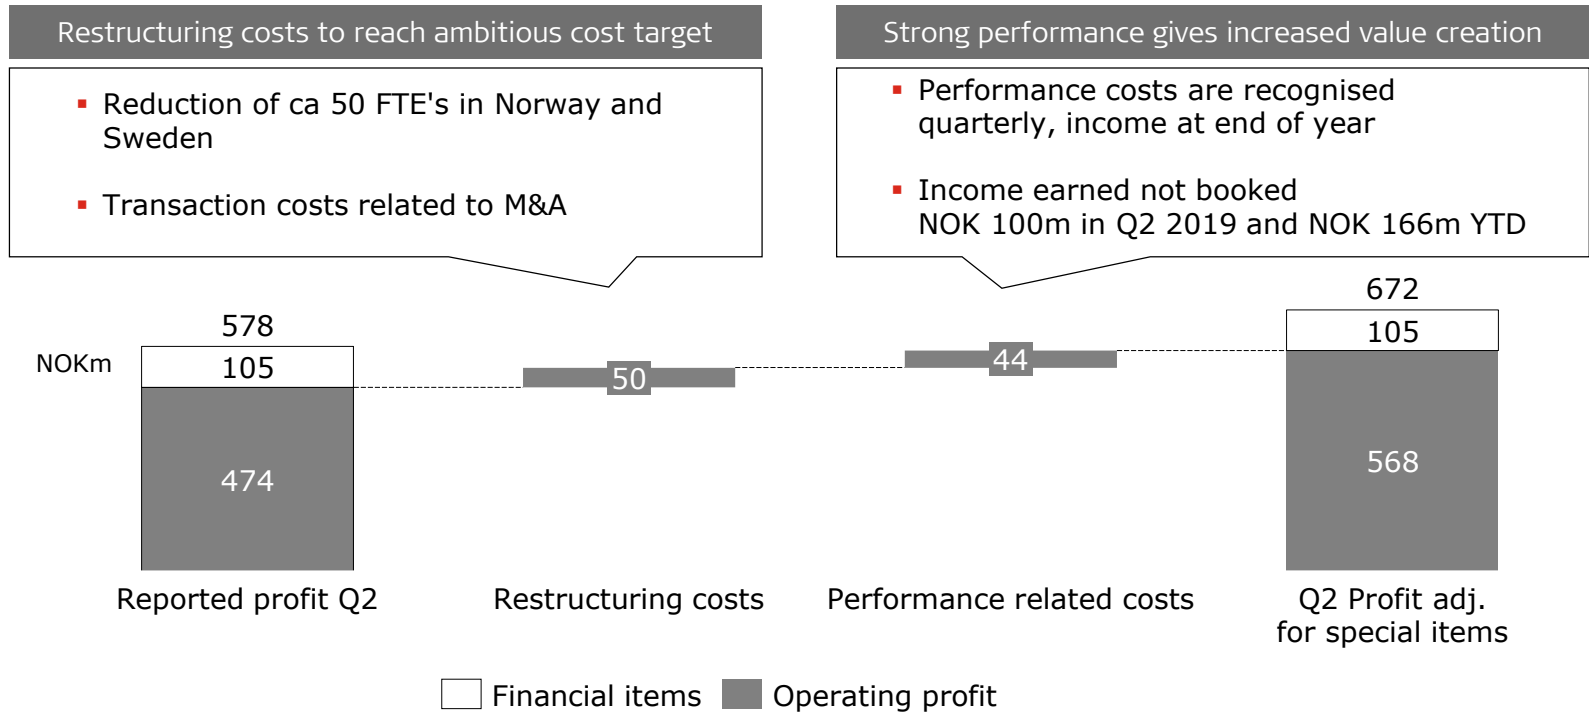 Restructuring costs to reach ambitious cost target
▪ Reduction of ca 50 FTE's in Norway and
Sweden
▪ Transaction costs related to M&A
Strong performance gives increased value creation
▪ Performance costs are recognised
quarterly, income at end of year
▪ Income earned not booked
NOK 100m in Q2 2019 and NOK 166m YTD
NOKm
578
105
474
50
44
672
105
568
Reported profit Q2
Restructuring costs
Performance related costs
Q2 Profit adj.
for special items
Financial items
Operating profit